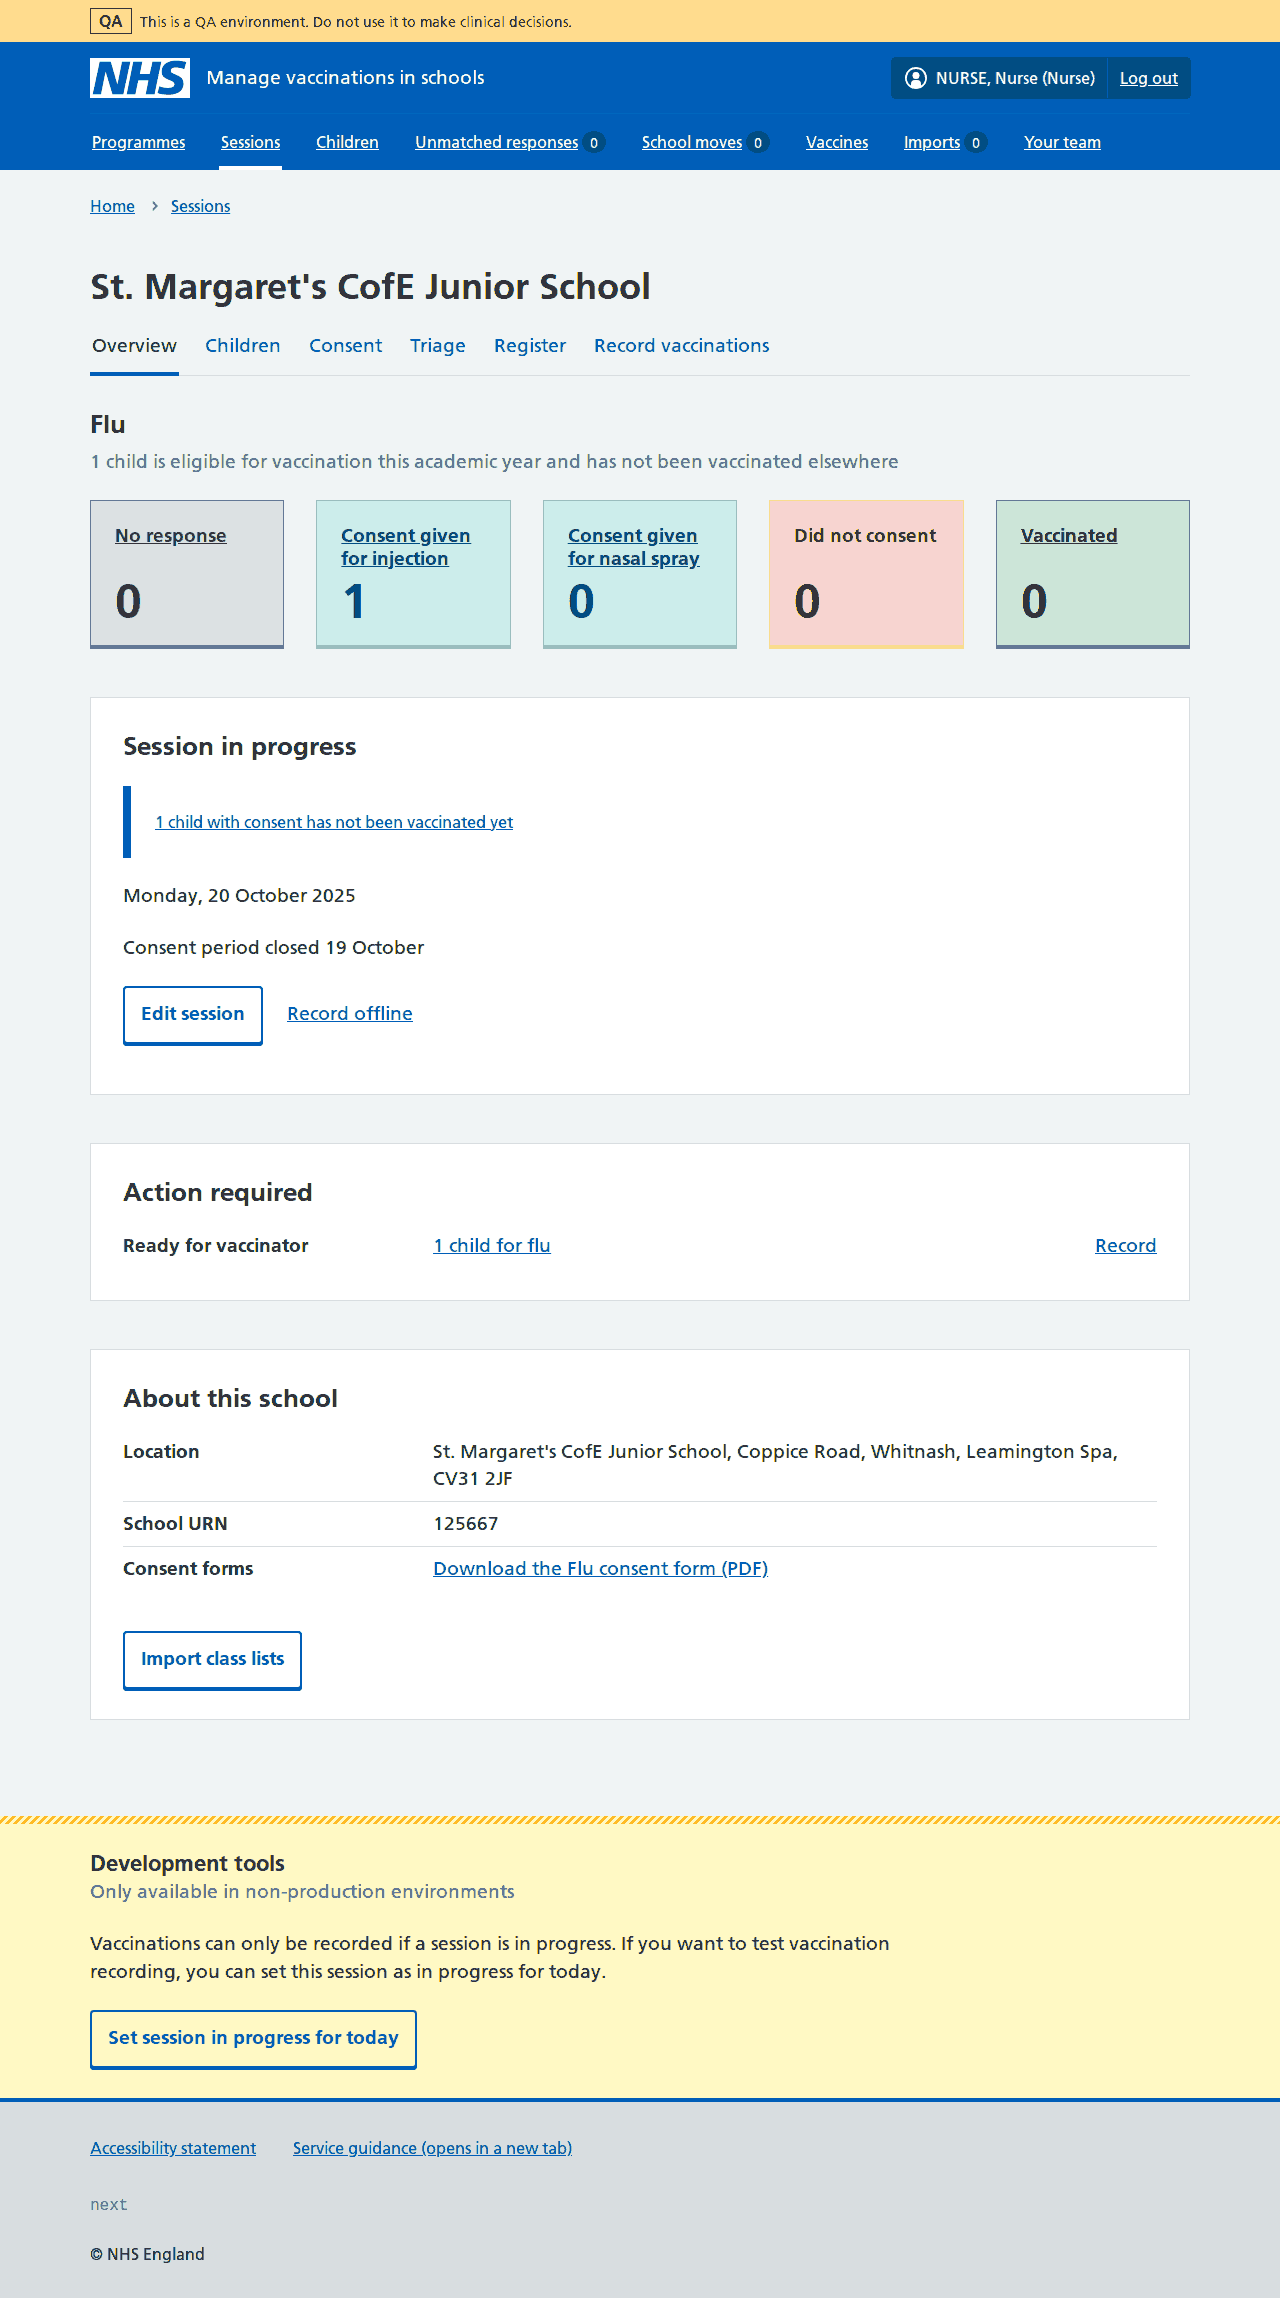 QA This is a QA environment. Do not use it to make clinical decisions.
NHS Manage vaccinations in schools NURSE, Nurse (Nurse) Log out
Programmes Sessions Children Unmatched responses 0 School moves 0 Vaccines Imports 0 Your team
Home Sessions
St. Margaret's CofE Junior School
Overview Children Consent Triage Register Record vaccinations
Flu
1 child is eligible for vaccination this academic year and has not been vaccinated elsewhere
No response
0
Consent given
for injection
1
Consent given
for nasal spray
0
Did not consent
0
Vaccinated
0
Session in progress
1 child with consent has not been vaccinated yet
Monday, 20 October 2025
Consent period closed 19 October
Edit session Record offline
Action required
Ready for vaccinator 1 child for flu Record
About this school
Location St. Margaret's CofE Junior School, Coppice Road, Whitnash, Leamington Spa,
CV31 2JF
School URN 125667
Consent forms Download the Flu consent form (PDF)
Import class lists
Development tools
Only available in non-production environments
Vaccinations can only be recorded if a session is in progress. If you want to test vaccination
recording, you can set this session as in progress for today.
Set session in progress for today
Accessibility statement Service guidance (opens in a new tab)
next
© NHS England